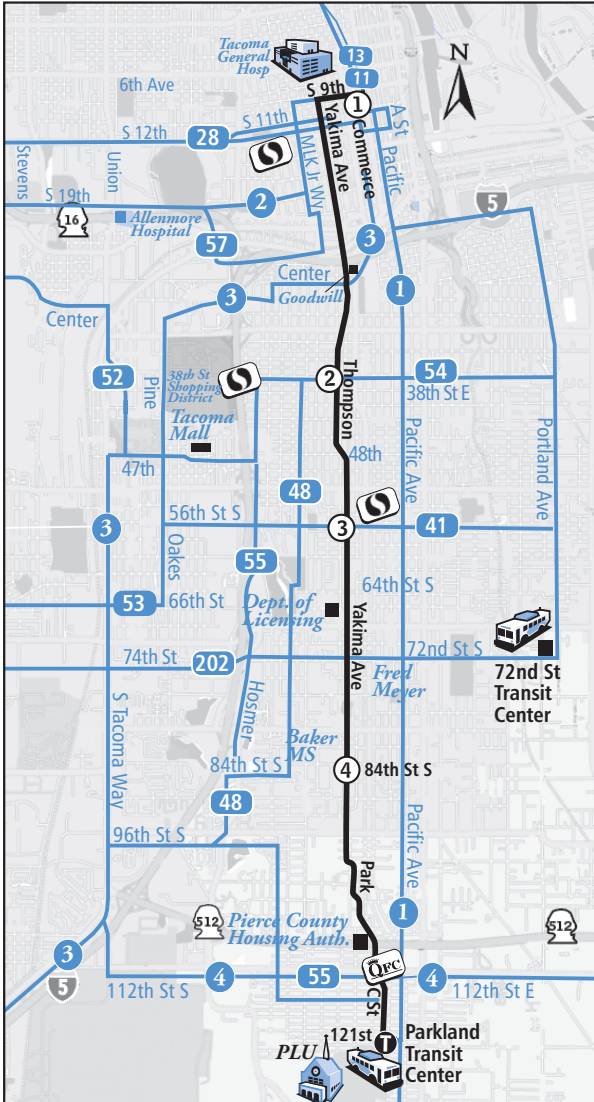 Tacoma
General
Hosp
13
11
N
6th Ave
S 9th
1
S 11th
A St
S 12th
28
Yakima Ave
Commerce
Pacific
MLK Jr Wy
Stevens
Union
S 19th
2
5
16
Allenmore
Hospital
57
3
Center
3
Goodwill
1
Center
52
Pine
38th St
Shopping
District
2
Thompson
54
38th St E
Tacoma
Mall
Pacific Ave
Portland Ave
47th
48th
48
3
56th St S
3
41
Oakes
55
64th St S
53
66th St
Dept. of
Licensing
Yakima Ave
74th St
202
72nd St S
72nd St
Transit
Center
Fred
Meyer
Hosmer
S Tacoma Way
Baker
MS
84th St S
4
84th St S
48
Pacific Ave
96th St S
Park
512
Pierce County
Housing Auth.
1
512
3
QFC
5
4
55
4
112th St S
112th St E
C St
121st
T
Parkland
Transit
Center
PLU